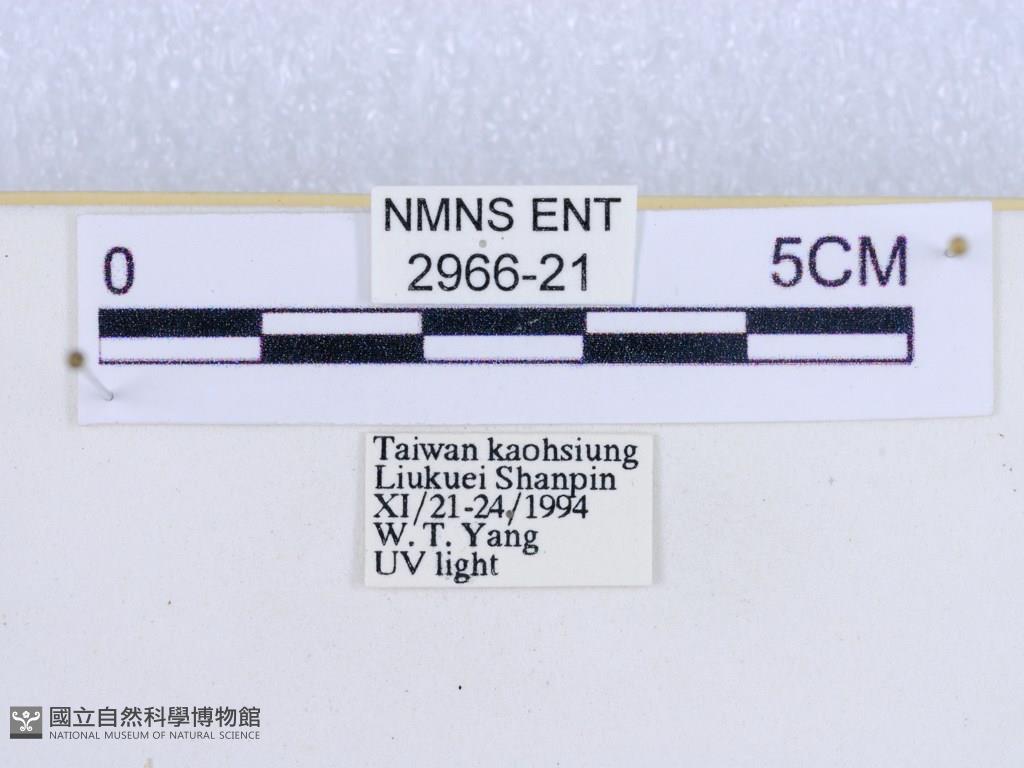 NMNS ENT
2966-21
0
5CM
Taiwan kaohsiung
Liukuei Shanpin
XI/21-24/1994
W. T. Yang
UV light
國立自然科學博物館
NATIONAL MUSEUM OF NATURAL SCIENCE